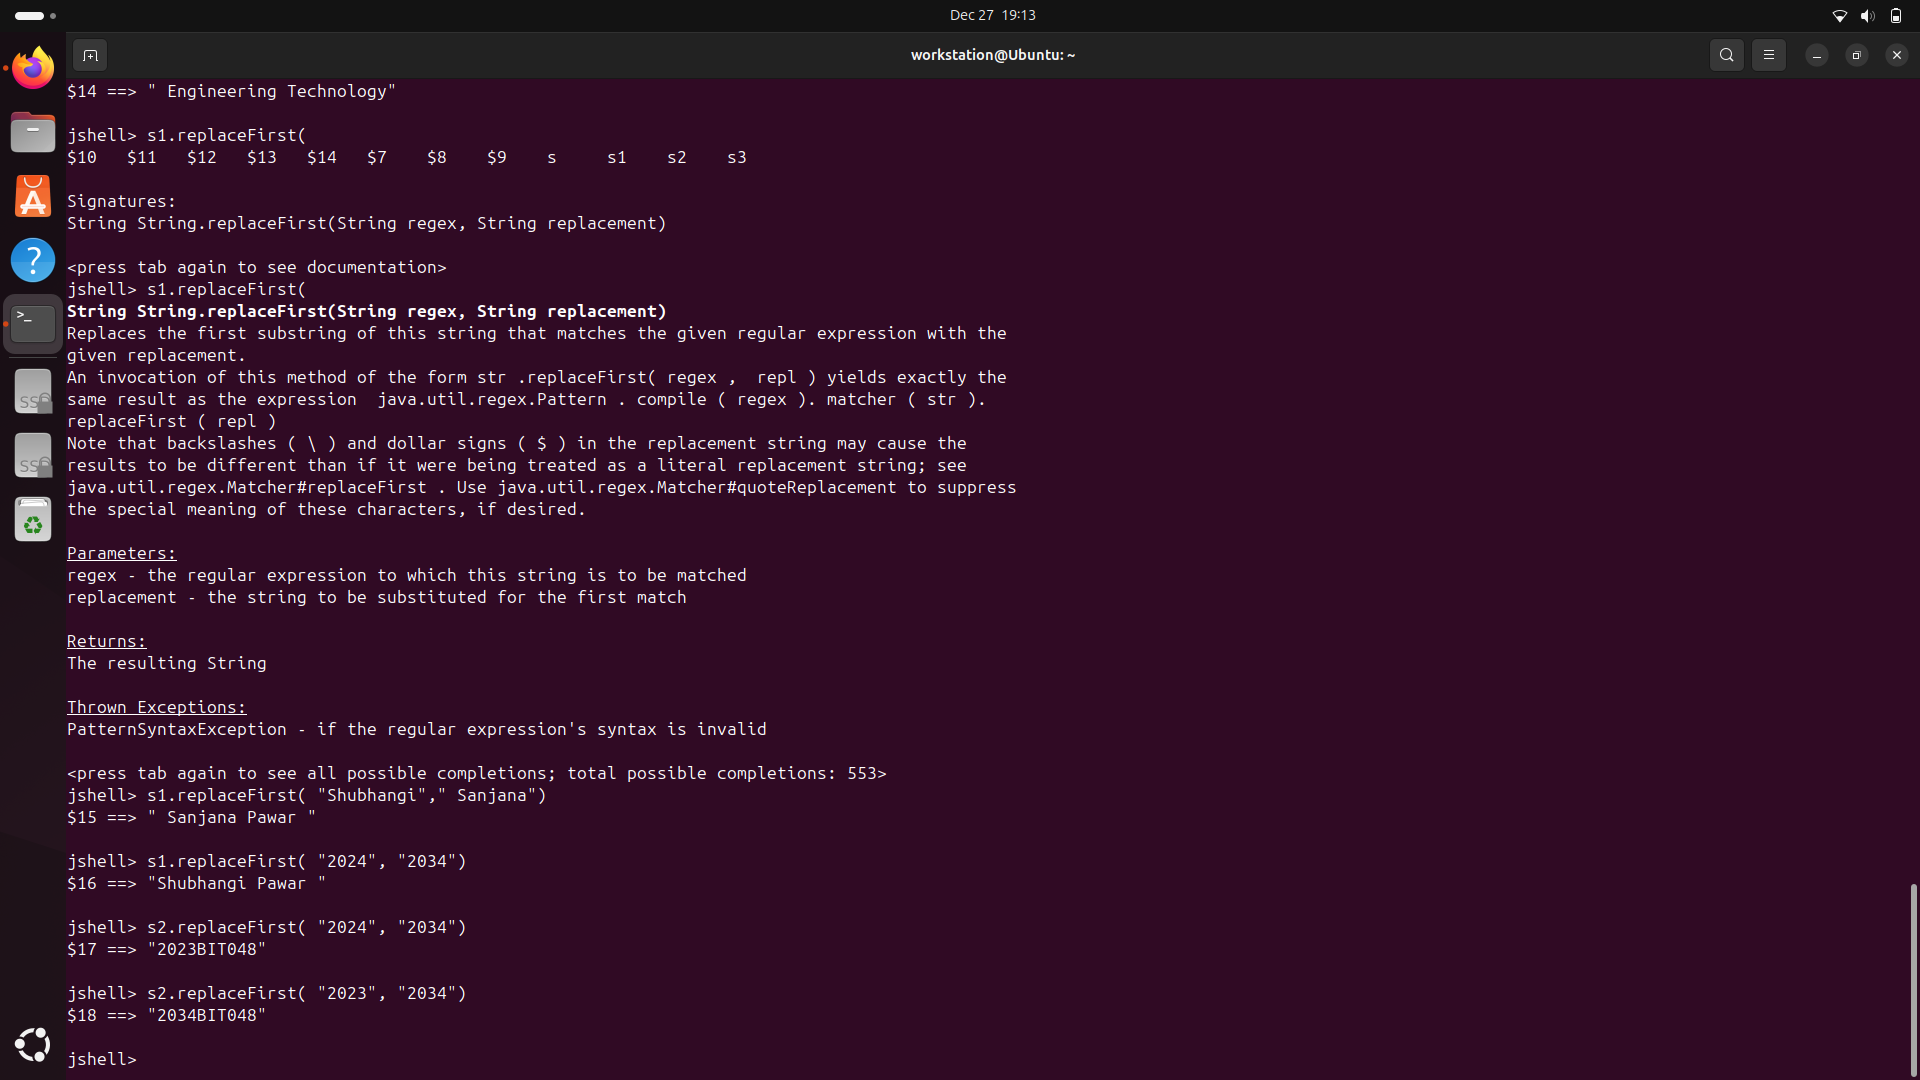 Dec 27 19:13
workstation@Ubuntu: ~
$14 ==> " Engineering Technology"
jshell> s1.replaceFirst(
$10 $11 $12 $13 $14 $7 $8 $9 s s1 s2 s3
Signatures:
String String.replaceFirst(String regex, String replacement)
<press tab again to see documentation>
jshell> s1.replaceFirst(
String String.replaceFirst(String regex, String replacement)
Replaces the first substring of this string that matches the given regular expression with the
given replacement.
An invocation of this method of the form str .replaceFirst( regex ,  repl ) yields exactly the
same result as the expression  java.util.regex.Pattern . compile ( regex ). matcher ( str ).
replaceFirst ( repl )
Note that backslashes ( \ ) and dollar signs ( $ ) in the replacement string may cause the
results to be different than if it were being treated as a literal replacement string; see
java.util.regex.Matcher#replaceFirst . Use java.util.regex.Matcher#quoteReplacement to suppress
the special meaning of these characters, if desired.
Parameters:
regex - the regular expression to which this string is to be matched
replacement - the string to be substituted for the first match
Returns:
The resulting String
Thrown Exceptions:
PatternSyntaxException - if the regular expression's syntax is invalid
<press tab again to see all possible completions; total possible completions: 553>
jshell> s1.replaceFirst( "Shubhangi"," Sanjana")
$15 ==> " Sanjana Pawar "
jshell> s1.replaceFirst( "2024", "2034")
$16 ==> "Shubhangi Pawar "
jshell> s2.replaceFirst( "2024", "2034")
$17 ==> "2023BIT048"
jshell> s2.replaceFirst( "2023", "2034")
$18 ==> "2034BIT048"
jshell>